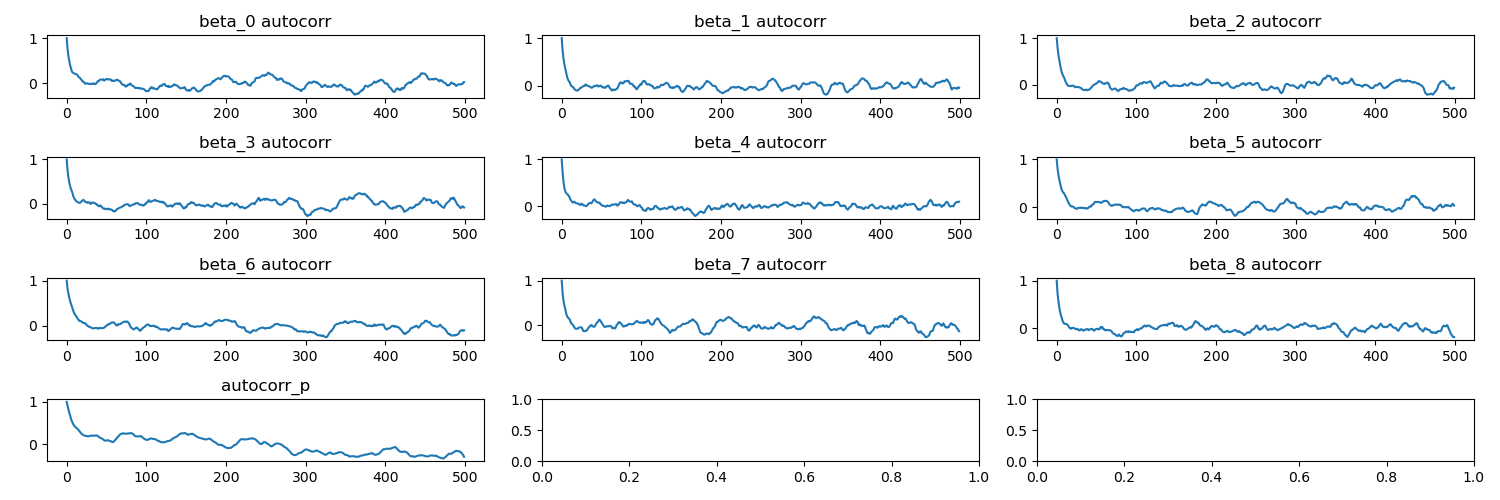 beta_0 autocorr beta_1 autocorr beta_2 autocorr
1 1 1
0 0 0
0 100 200 300 400 500 0 100 200 300 400 500 0 100 200 300 400 500
beta_3 autocorr beta_4 autocorr beta_5 autocorr
1 1 1
0 0 0
0 100 200 300 400 500 0 100 200 300 400 500 0 100 200 300 400 500
beta_6 autocorr beta_7 autocorr beta_8 autocorr
1 1 1
0 0 0
0 100 200 300 400 500 0 100 200 300 400 500 0 100 200 300 400 500
autocorr_p
1 1.0 1.0
0 0.5 0.5
0.0 0.0
0 100 200 300 400 500 0.0 0.2 0.4 0.6 0.8 1.0 0.0 0.2 0.4 0.6 0.8 1.0